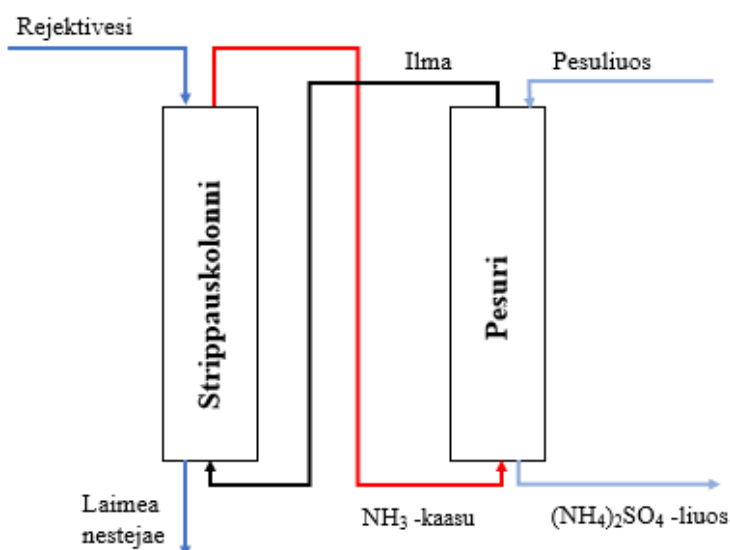 Rejektivesi
Ilma
Pesuliuos
Strippauskolonni
Pesuri
Laimea
nestejae
NH₃ -kaasu
(NH₄)₂SO₄ -liuos